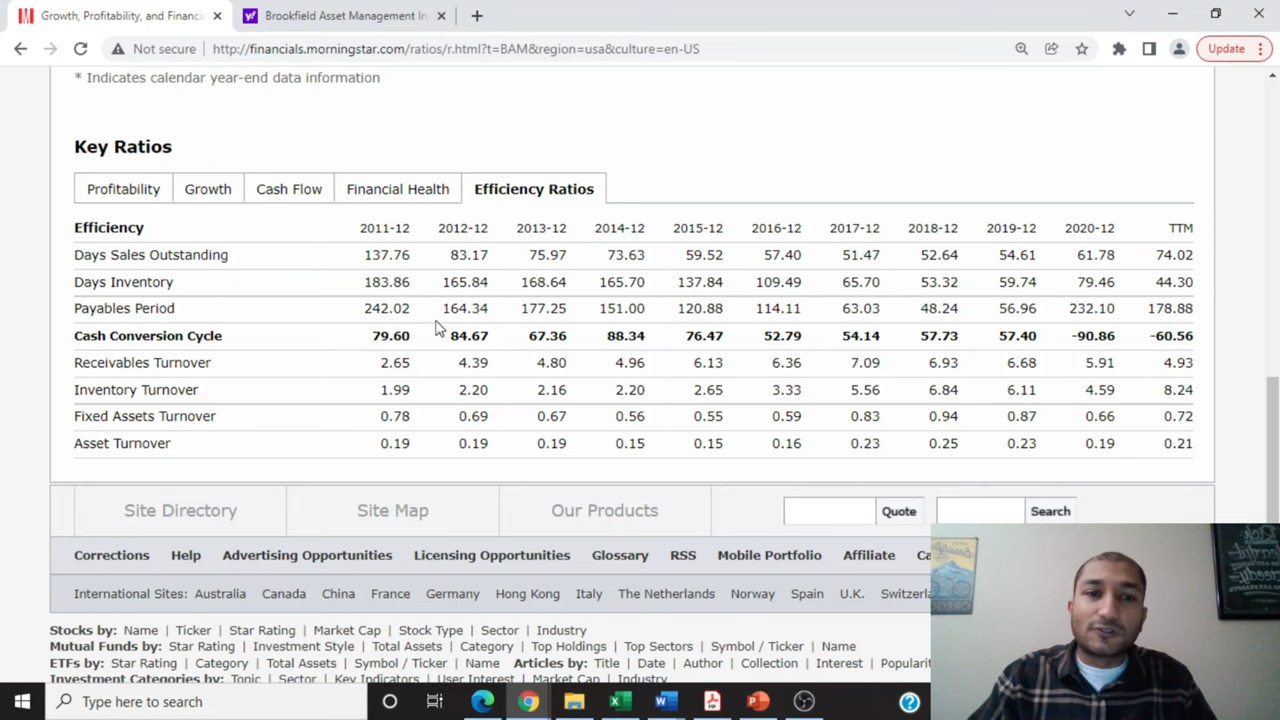 Growth, Profitability, and Financi
Brookfield Asset Management In
Not secure
http://financials.morningstar.com/ratios/r.html?t=BAM&region=usa&culture=en-US
Update
* Indicates calendar year-end data information
Key Ratios
Profitability Growth Cash Flow Financial Health Efficiency Ratios
Efficiency 2011-12 2012-12 2013-12 2014-12 2015-12 2016-12 2017-12 2018-12 2019-12 2020-12 TTM
Days Sales Outstanding 137.76 83.17 75.97 73.63 59.52 57.40 51.47 52.64 54.61 61.78 74.02
Days Inventory 183.86 165.84 168.64 165.70 137.84 109.49 65.70 53.32 59.74 79.46 44.30
Payables Period 242.02 164.34 177.25 151.00 120.88 114.11 63.03 48.24 56.96 232.10 178.88
Cash Conversion Cycle 79.60 84.67 67.36 88.34 76.47 52.79 54.14 57.73 57.40 -90.86 -60.56
Receivables Turnover 2.65 4.39 4.80 4.96 6.13 6.36 7.09 6.93 6.68 5.91 4.93
Inventory Turnover 1.99 2.20 2.16 2.20 2.65 3.33 5.56 6.84 6.11 4.59 8.24
Fixed Assets Turnover 0.78 0.69 0.67 0.56 0.55 0.59 0.83 0.94 0.87 0.66 0.72
Asset Turnover 0.19 0.19 0.19 0.15 0.15 0.16 0.23 0.25 0.23 0.19 0.21
Site Directory Site Map Our Products Quote Search
Corrections Help Advertising Opportunities Licensing Opportunities Glossary RSS Mobile Portfolio Affiliate Ca
International Sites: Australia Canada China France Germany Hong Kong Italy The Netherlands Norway Spain U.K. Switzerl
Stocks by: Name | Ticker | Star Rating | Market Cap | Stock Type | Sector | Industry
Mutual Funds by: Star Rating | Investment Style | Total Assets | Category | Top Holdings | Top Sectors | Symbol / Ticker | Name
ETFs by: Star Rating | Category | Total Assets | Symbol / Ticker | Name Articles by: Title | Date | Author | Collection | Interest | Populari
Investment Categories by: Topic | Sector | Key Indicators | User Interest | Market Cap | Industry
OREGON
Type here to search